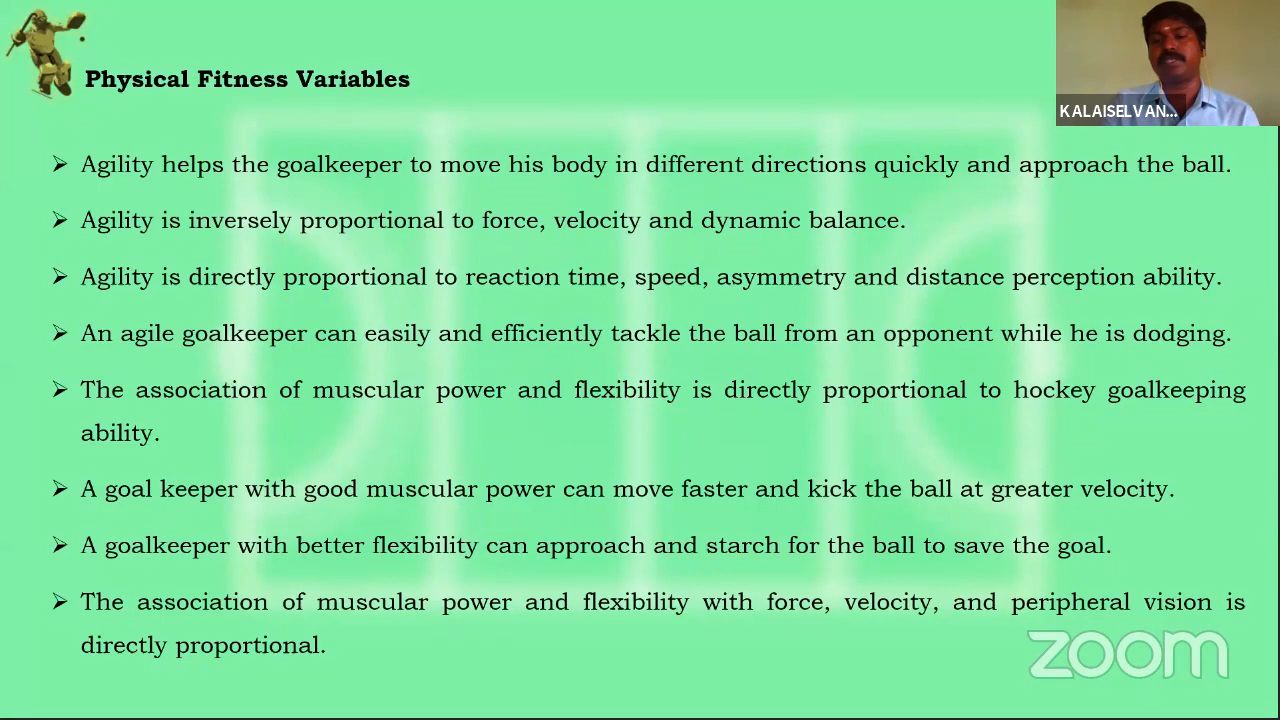 KALAISELVAN...
Physical Fitness Variables
Agility helps the goalkeeper to move his body in different directions quickly and approach the ball.
Agility is inversely proportional to force, velocity and dynamic balance.
Agility is directly proportional to reaction time, speed, asymmetry and distance perception ability.
An agile goalkeeper can easily and efficiently tackle the ball from an opponent while he is dodging.
The association of muscular power and flexibility is directly proportional to hockey goalkeeping
ability.
A goal keeper with good muscular power can move faster and kick the ball at greater velocity.
A goalkeeper with better flexibility can approach and starch for the ball to save the goal.
The association of muscular power and flexibility with force, velocity, and peripheral vision is
directly proportional.
zoom